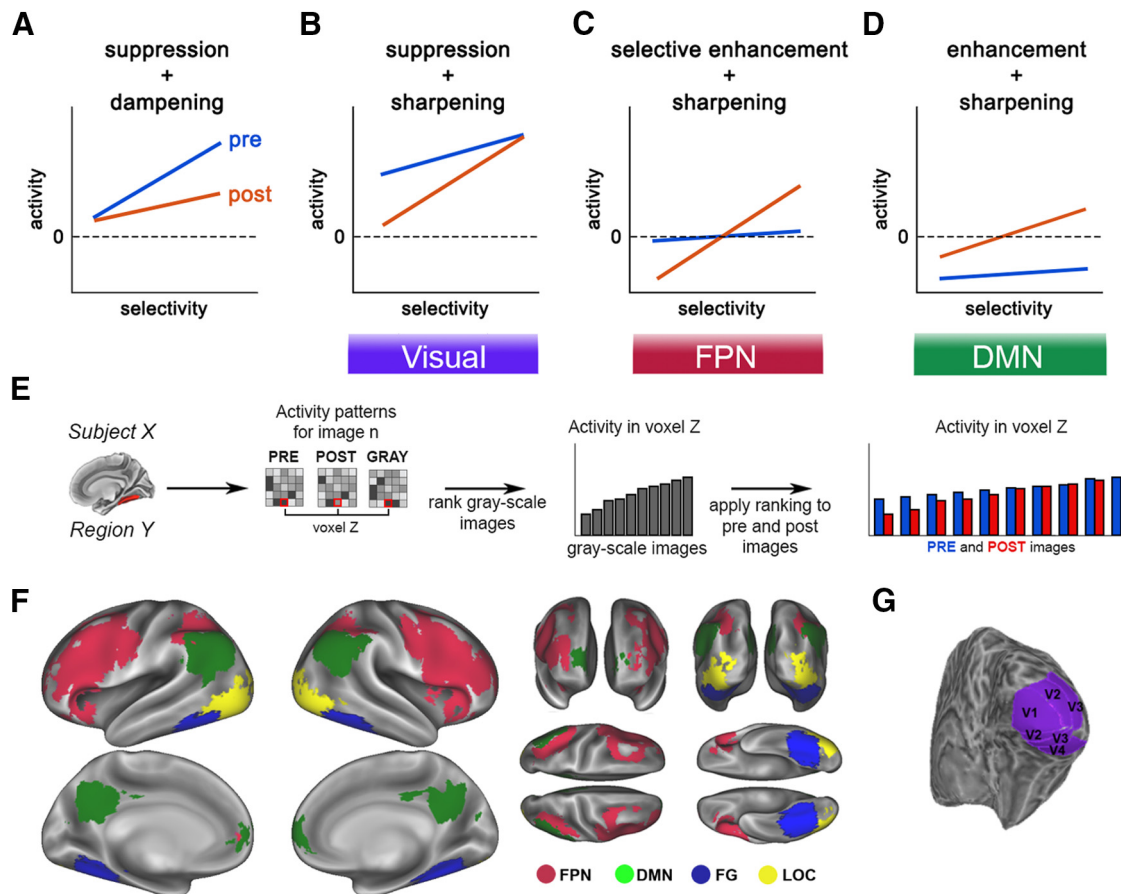 A
suppression
+
dampening
activity
0
pre
post
selectivity
B
suppression
+
sharpening
activity
selectivity
Visual
C
selective enhancement
+
sharpening
activity
0
selectivity
FPN
D
enhancement
+
sharpening
activity
0
selectivity
DMN
E
Subject X
Region Y
Activity patterns
for image n
PRE POST GRAY
voxel Z
rank gray-scale
images
Activity in voxel Z
gray-scale images
apply ranking to
pre and post
images
Activity in voxel Z
PRE and POST images
F
FPN DMN FG LOC
G
V2
V1 V3
V2 V3
V4